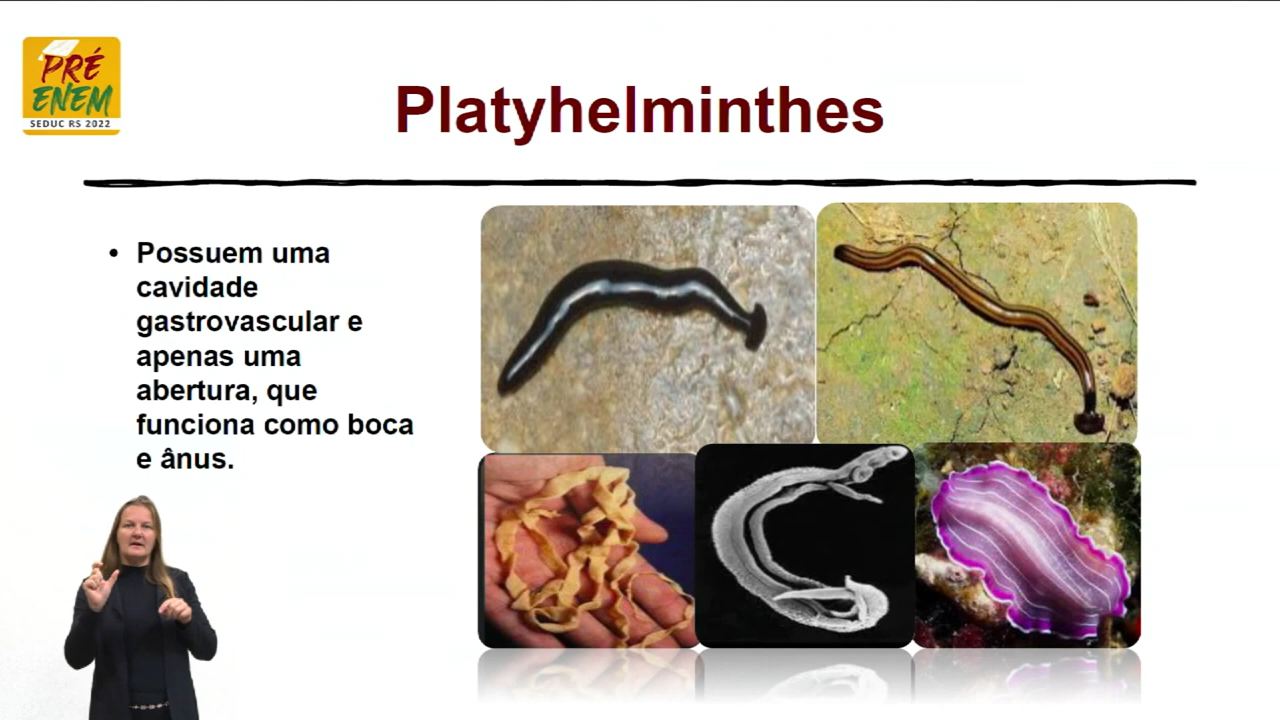 PRÉ
ENEM
SEDUC RS 2022
Platyhelminthes
• Possuem uma
cavidade
gastrovascular e
apenas uma
abertura, que
funciona como boca
e ânus.